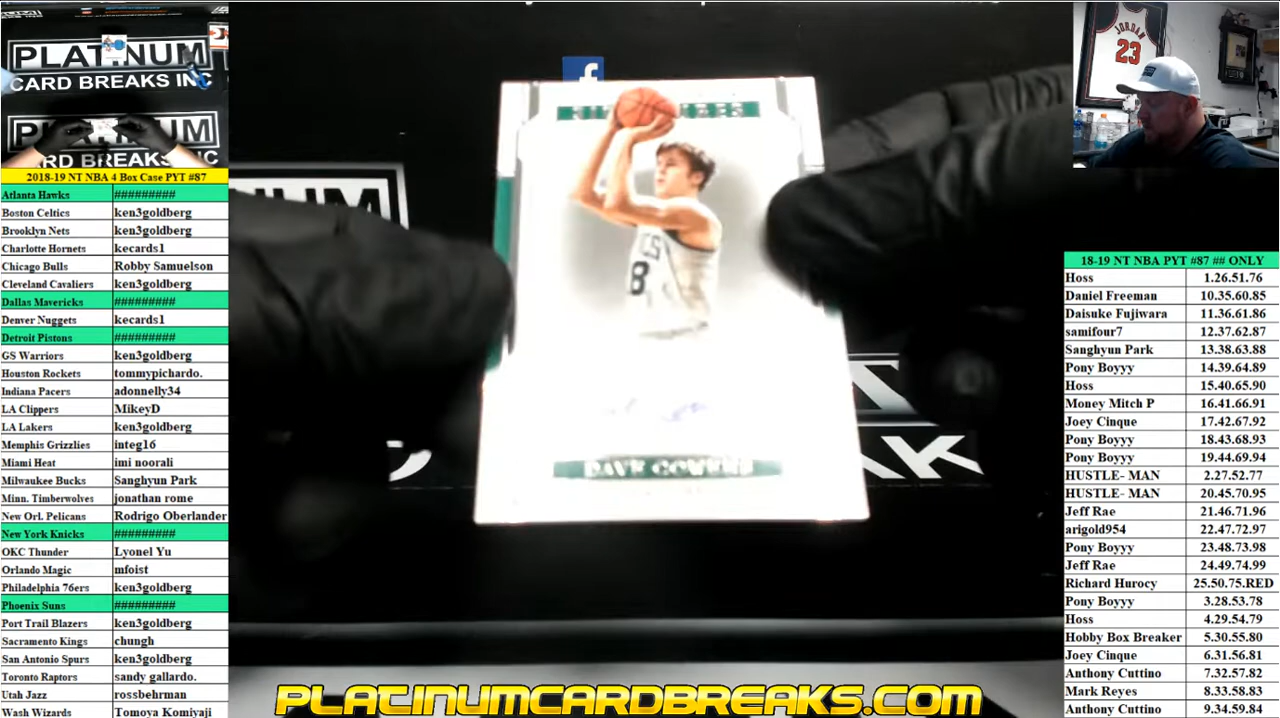 PLATINUM
CARD BREAKS INC
PLATINUM
CARD BREAKS INC
2018-19 NT NBA 4 Box Case PYT #87
Atlanta Hawks #########
Boston Celtics ken3goldberg
Brooklyn Nets ken3goldberg
Charlotte Hornets kecards1
Chicago Bulls Robby Samuelson
Cleveland Cavaliers ken3goldberg
Dallas Mavericks #########
Denver Nuggets kecards1
Detroit Pistons #########
GS Warriors ken3goldberg
Houston Rockets tommypichardo.
Indiana Pacers adonnelly34
LA Clippers MikeyD
LA Lakers ken3goldberg
Memphis Grizzlies integ16
Miami Heat imi noorali
Milwaukee Bucks Sanghyun Park
Minn. Timberwolves jonathan rome
New Orl. Pelicans Rodrigo Oberlander
New York Knicks #########
OKC Thunder Lyonel Yu
Orlando Magic mfoist
Philadelphia 76ers ken3goldberg
Phoenix Suns #########
Port Trail Blazers ken3goldberg
Sacramento Kings chungh
San Antonio Spurs ken3goldberg
Toronto Raptors sandy gallardo.
Utah Jazz rossbehrman
Wash Wizards Tomoya Komiyaji
f
8
DAVE COWENS
JORDAN
23
18-19 NT NBA PYT #87 ## ONLY
Hoss 1.26.51.76
Daniel Freeman 10.35.60.85
Daisuke Fujiwara 11.36.61.86
samifour7 12.37.62.87
Sanghyun Park 13.38.63.88
Pony Boyyy 14.39.64.89
Hoss 15.40.65.90
Money Mitch P 16.41.66.91
Joey Cinque 17.42.67.92
Pony Boyyy 18.43.68.93
Pony Boyyy 19.44.69.94
HUSTLE- MAN 2.27.52.77
HUSTLE- MAN 20.45.70.95
Jeff Rae 21.46.71.96
arigold954 22.47.72.97
Pony Boyyy 23.48.73.98
Jeff Rae 24.49.74.99
Richard Hurocy 25.50.75.RED
Pony Boyyy 3.28.53.78
Hoss 4.29.54.79
Hobby Box Breaker 5.30.55.80
Joey Cinque 6.31.56.81
Anthony Cuttino 7.32.57.82
Mark Reyes 8.33.58.83
Anthony Cuttino 9.34.59.84
PLATINUMCARDBREAKS.COM